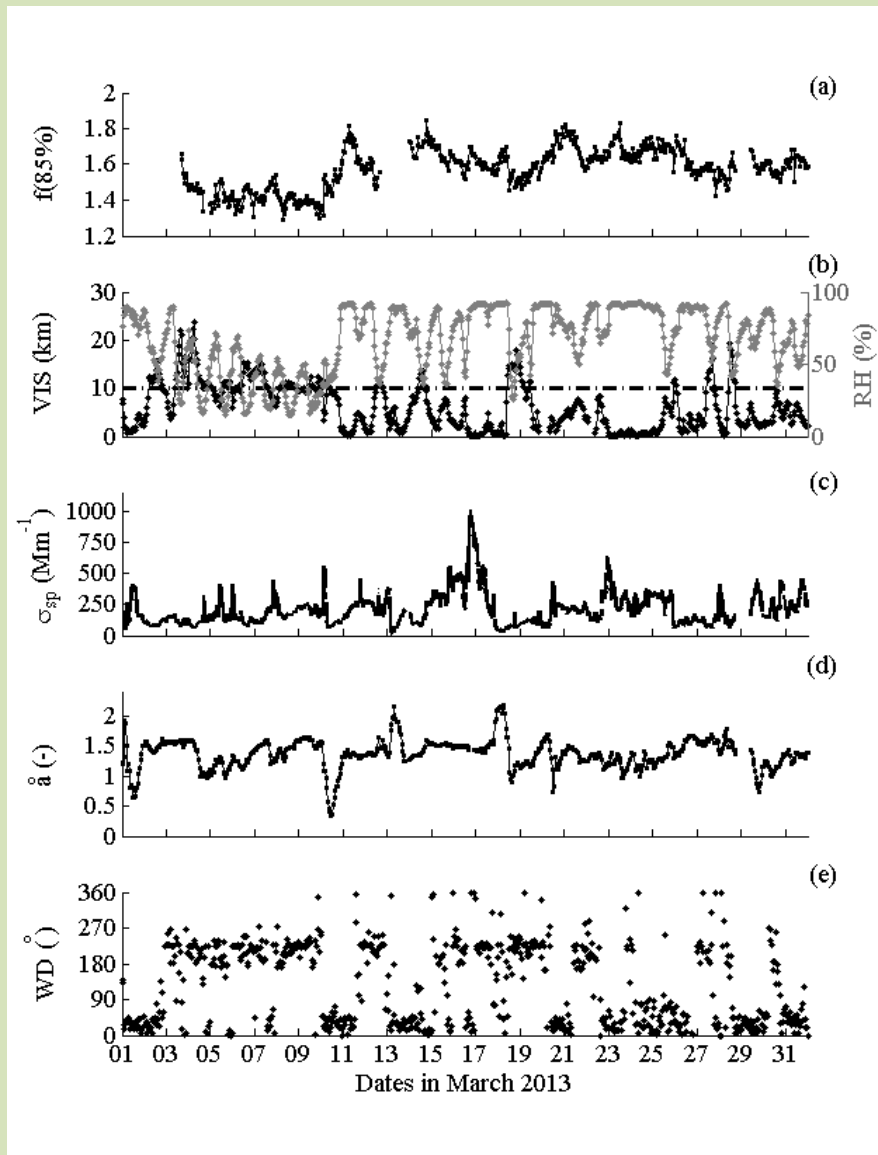 (a)
f(85%)
2
1.8
1.6
1.4
1.2
(b)
VIS (km)
30
20
10
0
RH (%)
100
50
0
(c)
σsp (Mm-1)
1000
750
500
250
0
(d)
å (-)
2
1.5
1
0.5
0
(e)
WD (°)
360
270
180
90
0
01 03 05 07 09 11 13 15 17 19 21 23 25 27 29 31
Dates in March 2013